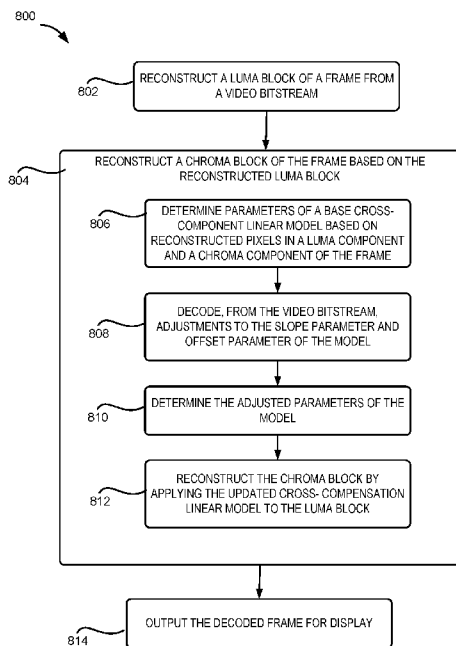 800
802
RECONSTRUCT A LUMA BLOCK OF A FRAME FROM
A VIDEO BITSTREAM
804
RECONSTRUCT A CHROMA BLOCK OF THE FRAME BASED ON THE
RECONSTRUCTED LUMA BLOCK
806
DETERMINE PARAMETERS OF A BASE CROSS-
COMPONENT LINEAR MODEL BASED ON
RECONSTRUCTED PIXELS IN A LUMA COMPONENT
AND A CHROMA COMPONENT OF THE FRAME
808
DECODE, FROM THE VIDEO BITSTREAM,
ADJUSTMENTS TO THE SLOPE PARAMETER AND
OFFSET PARAMETER OF THE MODEL
810
DETERMINE THE ADJUSTED PARAMETERS OF THE
MODEL
812
RECONSTRUCT THE CHROMA BLOCK BY
APPLYING THE UPDATED CROSS- COMPENSATION
LINEAR MODEL TO THE LUMA BLOCK
814
OUTPUT THE DECODED FRAME FOR DISPLAY